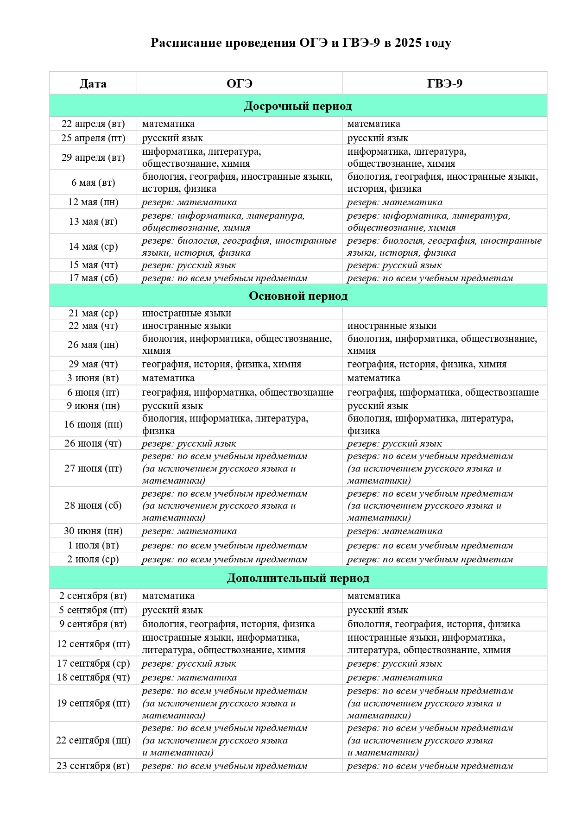 Расписание проведения ОГЭ и ГВЭ-9 в 2025 году
Дата ОГЭ ГВЭ-9
Досрочный период
22 апреля (вт) математика математика
25 апреля (пт) русский язык русский язык
29 апреля (вт) информатика, литература, информатика, литература,
обществознание, химия обществознание, химия
6 мая (вт) биология, география, иностранные языки, биология, география, иностранные языки,
история, физика история, физика
12 мая (пн) резерв: математика резерв: математика
13 мая (вт) резерв: информатика, литература, резерв: информатика, литература,
обществознание, химия обществознание, химия
14 мая (ср) резерв: биология, география, иностранные резерв: биология, география, иностранные
языки, история, физика языки, история, физика
15 мая (чт) резерв: русский язык резерв: русский язык
17 мая (сб) резерв: по всем учебным предметам резерв: по всем учебным предметам
Основной период
21 мая (ср) иностранные языки
22 мая (чт) иностранные языки иностранные языки
26 мая (пн) биология, информатика, обществознание, биология, информатика, обществознание,
химия химия
29 мая (чт) география, история, физика, химия география, история, физика, химия
3 июня (вт) математика математика
6 июня (пт) география, информатика, обществознание география, информатика, обществознание
9 июня (пн) русский язык русский язык
16 июня (пн) биология, информатика, литература, биология, информатика, литература,
физика физика
26 июня (чт) резерв: русский язык резерв: русский язык
27 июня (пт) резерв: по всем учебным предметам резерв: по всем учебным предметам
(за исключением русского языка и (за исключением русского языка и
математики) математики)
28 июня (сб) резерв: по всем учебным предметам резерв: по всем учебным предметам
(за исключением русского языка и (за исключением русского языка и
математики) математики)
30 июня (пн) резерв: математика резерв: математика
1 июля (вт) резерв: по всем учебным предметам резерв: по всем учебным предметам
2 июля (ср) резерв: по всем учебным предметам резерв: по всем учебным предметам
Дополнительный период
2 сентября (вт) математика математика
5 сентября (пт) русский язык русский язык
9 сентября (вт) биология, география, история, физика биология, география, история, физика
12 сентября (пт) иностранные языки, информатика, иностранные языки, информатика,
литература, обществознание, химия литература, обществознание, химия
17 сентября (ср) резерв: русский язык резерв: русский язык
18 сентября (чт) резерв: математика резерв: математика
19 сентября (пт) резерв: по всем учебным предметам резерв: по всем учебным предметам
(за исключением русского языка и (за исключением русского языка и
математики) математики)
22 сентября (пн) резерв: по всем учебным предметам резерв: по всем учебным предметам
(за исключением русского языка (за исключением русского языка
и математики) и математики)
23 сентября (вт) резерв: по всем учебным предметам резерв: по всем учебным предметам